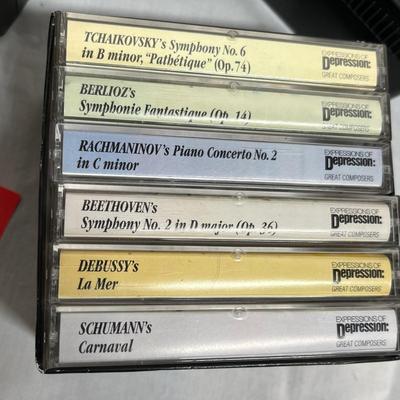 TCHAIKOVSKY's Symphony No. 6
in B minor, "Pathétique" (Op. 74)
EXPRESSIONS OF
Depression:
GREAT COMPOSERS
BERLIOZ's
Symphonie Fantastique (Op. 14)
EXPRESSIONS OF
Depression:
GREAT COMPOSERS
RACHMANINOV's Piano Concerto No. 2
in C minor
EXPRESSIONS OF
Depression:
GREAT COMPOSERS
BEETHOVEN's
Symphony No. 2 in D major (Op. 36)
EXPRESSIONS OF
Depression:
GREAT COMPOSERS
DEBUSSY's
La Mer
EXPRESSIONS OF
Depression:
GREAT COMPOSERS
SCHUMANN's
Carnaval
EXPRESSIONS OF
Depression:
GREAT COMPOSERS